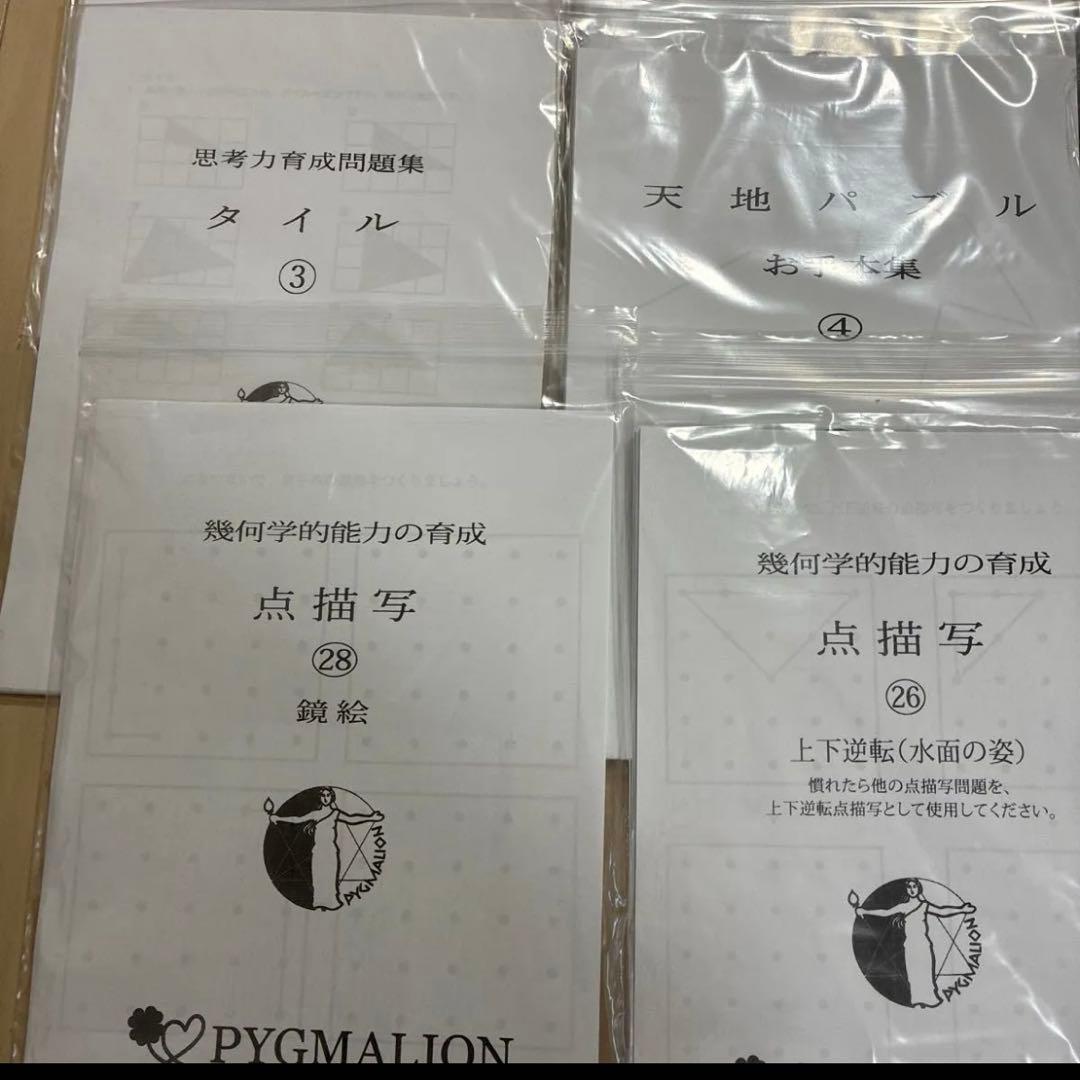 思考力育成問題集
タイル
③
天地パズル
お手本集
④
幾何学的能力の育成
点描写
㉘
鏡絵
PYGMALION
PYGMALION
幾何学的能力の育成
点描写
㉖
上下逆転(水面の姿)
慣れたら他の点描写問題を、
上下逆転点描写として使用してください。
PYGMALION